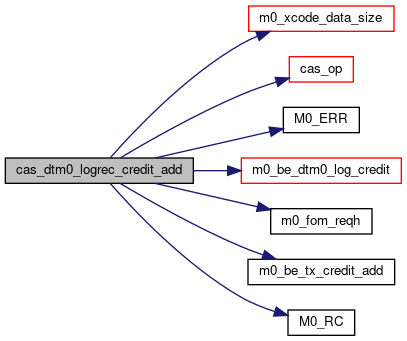 m0_xcode_data_size
cas_op
M0_ERR
cas_dtm0_logrec_credit_add
m0_be_dtm0_log_credit
m0_fom_reqh
m0_be_tx_credit_add
M0_RC